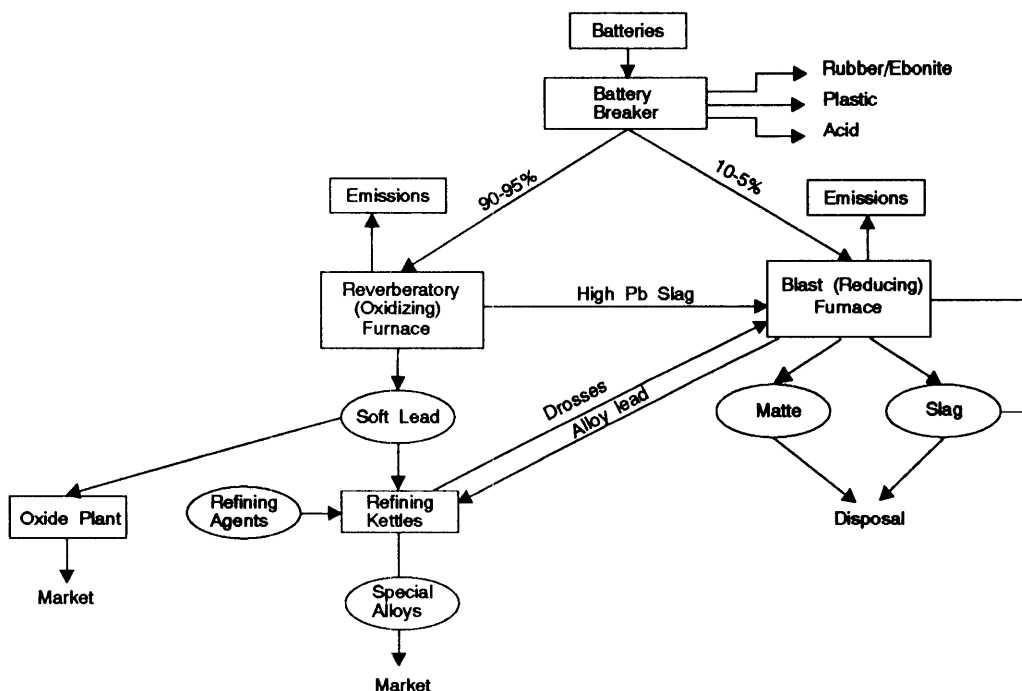 Batteries
Battery
Breaker
Rubber/Ebonite
Plastic
Acid
90-95%
10-5%
Emissions
Emissions
Reverberatory
(Oxidizing)
Furnace
High Pb Slag
Blast (Reducing)
Furnace
Soft Lead
Drosses
Alloy lead
Matte
Slag
Oxide Plant
Refining
Agents
Refining
Kettles
Disposal
Market
Special
Alloys
Market